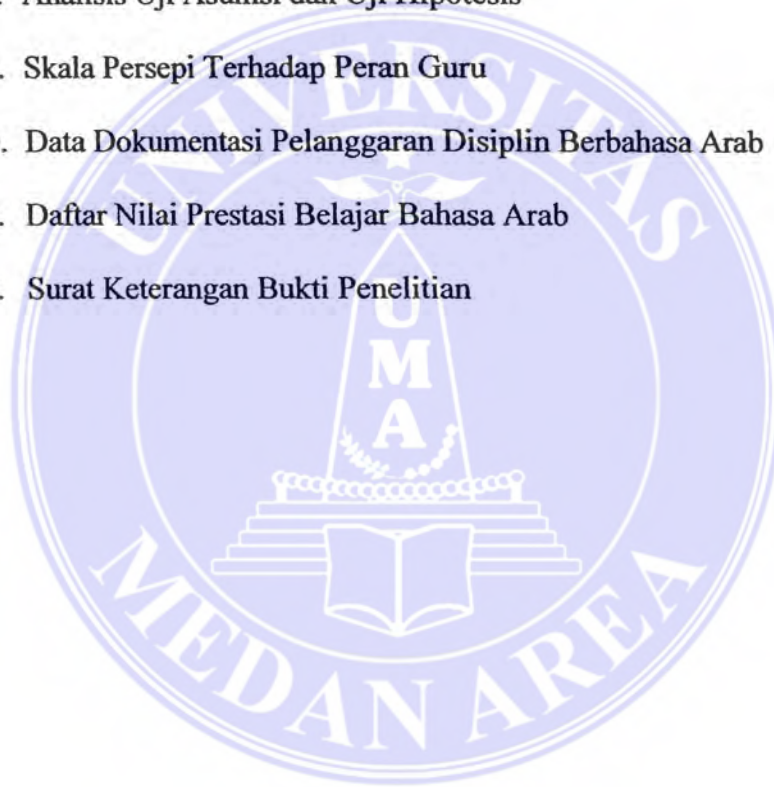 . Analisis Uji Asumsi dan Uji Hipotesis
. Skala Persepi Terhadap Peran Guru
. Data Dokumentasi Pelanggaran Disiplin Berbahasa Arab
. Daftar Nilai Prestasi Belajar Bahasa Arab
. Surat Keterangan Bukti Penelitian
UNIVERSITAS
UMA
MEDAN AREA